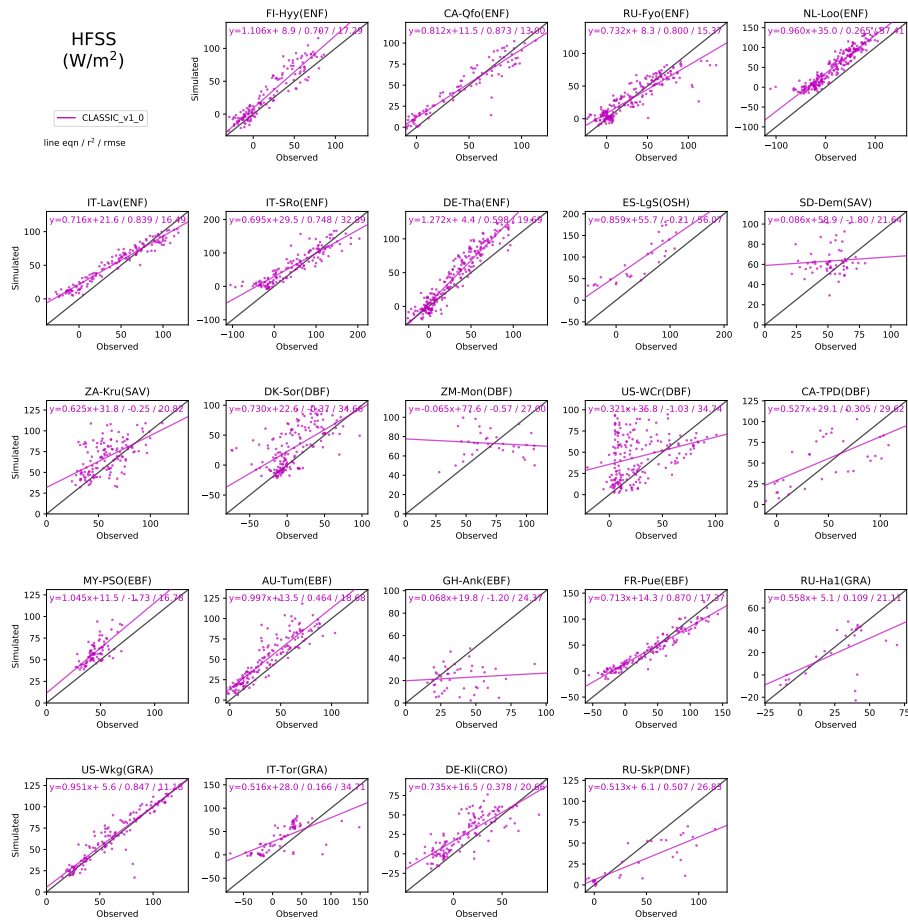 HFSS
(W/m²)
CLASSIC_v1_0
line eqn / r² / rmse
FI-Hyy(ENF)
y=1.106x+ 8.9 / 0.707 / 17.29
CA-Qfo(ENF)
y=0.812x+11.5 / 0.873 / 13.00
RU-Fyo(ENF)
y=0.732x+ 8.3 / 0.800 / 15.37
NL-Loo(ENF)
y=0.960x+35.0 / 0.265 / 37.41
Simulated
Observed
Observed
Observed
Observed
IT-Lav(ENF)
y=0.716x+21.6 / 0.839 / 16.49
IT-SRo(ENF)
y=0.695x+29.5 / 0.748 / 32.89
DE-Tha(ENF)
y=1.272x+ 4.4 / 0.598 / 19.69
ES-LgS(OSH)
y=0.859x+55.7 / -0.21 / 56.07
SD-Dem(SAV)
y=0.086x+58.9 / -1.80 / 21.64
Simulated
Observed
Observed
Observed
Observed
Observed
ZA-Kru(SAV)
y=0.625x+31.8 / -0.25 / 20.82
DK-Sor(DBF)
y=0.730x+22.6 / -0.37 / 34.66
ZM-Mon(DBF)
y=-0.065x+77.6 / -0.57 / 27.00
US-WCr(DBF)
y=0.321x+36.8 / -1.03 / 34.74
CA-TPD(DBF)
y=0.527x+29.1 / 0.305 / 29.62
Simulated
Observed
Observed
Observed
Observed
Observed
MY-PSO(EBF)
y=1.045x+11.5 / -1.73 / 16.78
AU-Tum(EBF)
y=0.997x+13.5 / 0.464 / 18.68
GH-Ank(EBF)
y=0.068x+19.8 / -1.20 / 24.37
FR-Pue(EBF)
y=0.713x+14.3 / 0.870 / 17.37
RU-Ha1(GRA)
y=0.558x+ 5.1 / 0.109 / 21.11
Simulated
Observed
Observed
Observed
Observed
Observed
US-Wkg(GRA)
y=0.951x+ 5.6 / 0.847 / 11.18
IT-Tor(GRA)
y=0.516x+28.0 / 0.166 / 34.71
DE-Kli(CRO)
y=0.735x+16.5 / 0.378 / 20.66
RU-SkP(DNF)
y=0.513x+ 6.1 / 0.507 / 26.83
Simulated
Observed
Observed
Observed
Observed